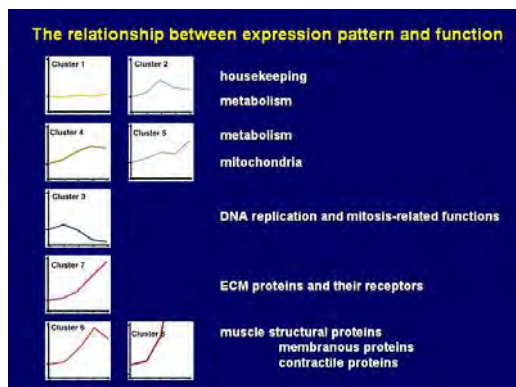 The relationship between expression pattern and function
Cluster 1
Cluster 2
housekeeping
metabolism
Cluster 4
Cluster 5
metabolism
mitochondria
Cluster 3
DNA replication and mitosis-related functions
Cluster 7
ECM proteins and their receptors
Cluster 6
Cluster 8
muscle structural proteins
membranous proteins
contractile proteins